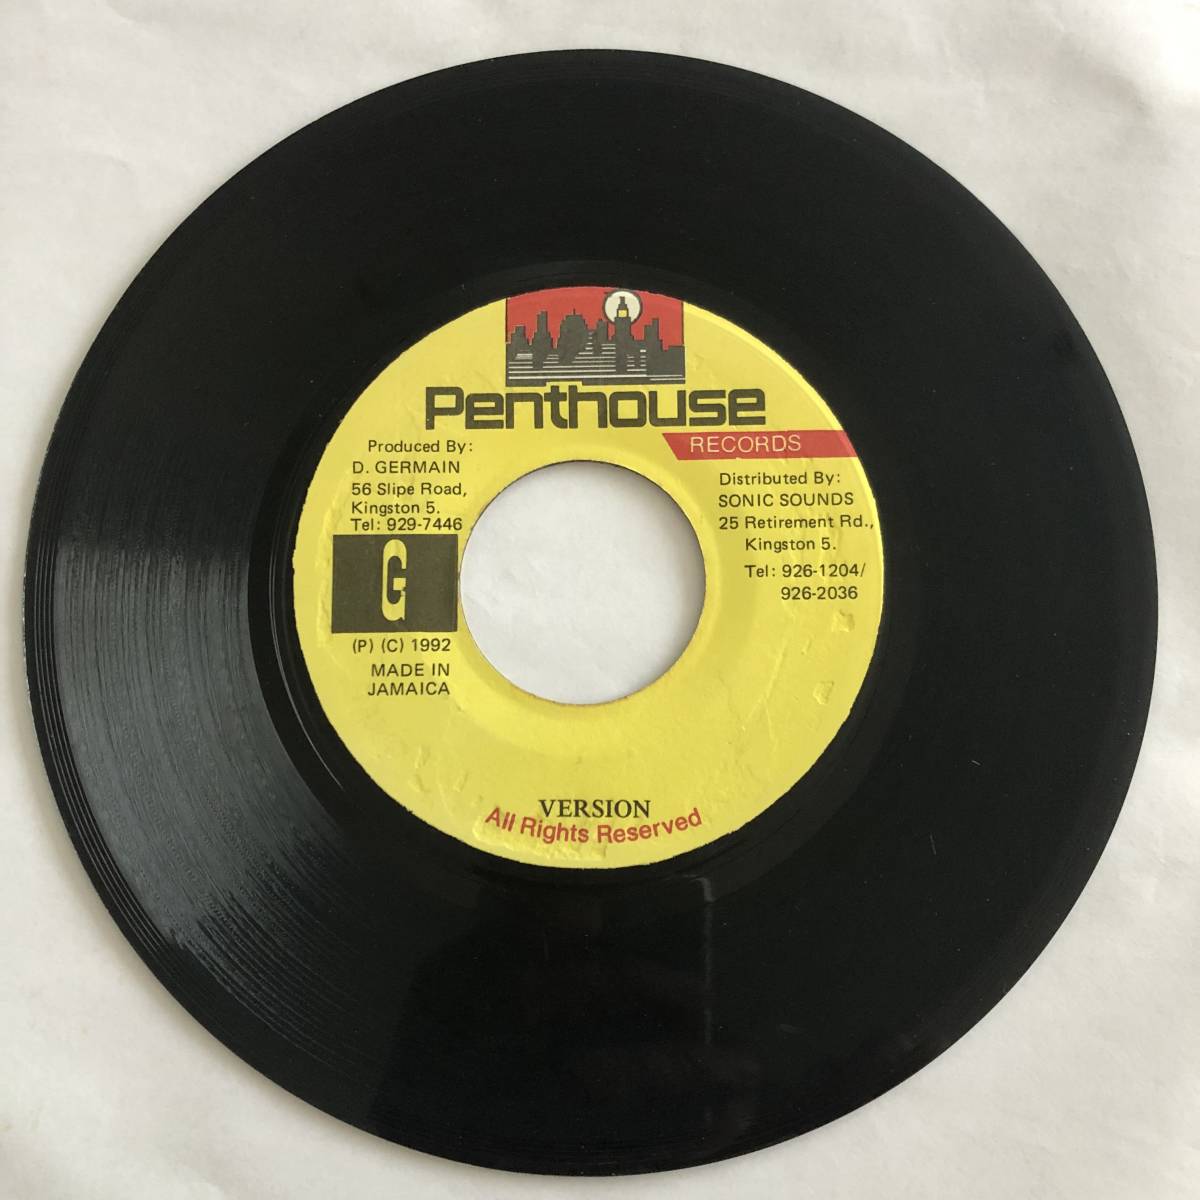 Penthouse
RECORDS
Produced By:
D. GERMAIN
56 Slipe Road,
Kingston 5.
Tel: 929-7446
G
(P) (C) 1992
MADE IN
JAMAICA
Distributed By:
SONIC SOUNDS
25 Retirement Rd.,
Kingston 5.
Tel: 926-1204/
926-2036
VERSION
All Rights Reserved